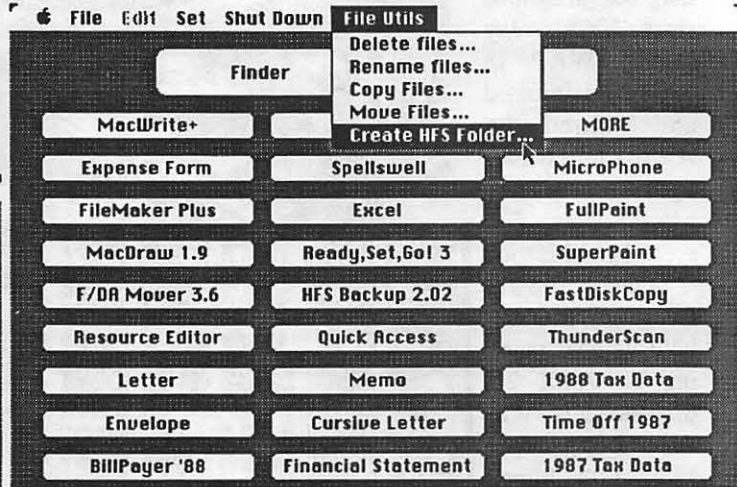 File Edit Set Shut Down File Utils
Delete files...
Rename files...
Copy Files...
Move Files...
Create HFS Folder...
Finder
MacWrite+
MORE
Expense Form
Spellswell
MicroPhone
FileMaker Plus
Excel
FullPaint
MacDraw 1.9
Ready,Set,Go! 3
SuperPaint
F/DA Mover 3.6
HFS Backup 2.02
FastDiskCopy
Resource Editor
Quick Access
ThunderScan
Letter
Memo
1988 Tax Data
Envelope
Cursive Letter
Time Off 1987
BillPayer '88
Financial Statement
1987 Tax Data